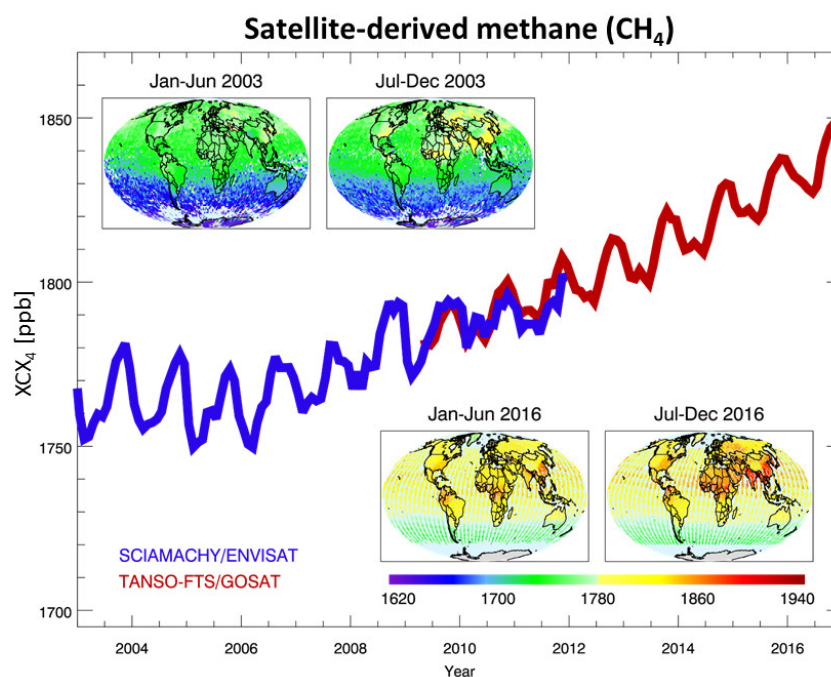 Satellite-derived methane (CH₄)
Jan-Jun 2003
Jul-Dec 2003
1850
1800
XCX₄ [ppb]
1750
1700
Jan-Jun 2016
Jul-Dec 2016
SCIAMACHY/ENVISAT
TANSO-FTS/GOSAT
1620 1700 1780 1860 1940
2004 2006 2008 2010 2012 2014 2016
Year